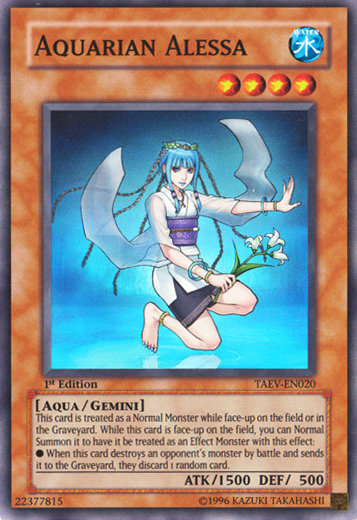 AQUARIAN ALESSA
WATER
水
1st Edition
TAEV-EN020
[AQUA/GEMINI]
This card is treated as a Normal Monster while face-up on the field or in
the Graveyard. While this card is face-up on the field, you can Normal
Summon it to have it be treated as an Effect Monster with this effect:
● When this card destroys an opponent's monster by battle and sends
it to the Graveyard, they discard 1 random card.
ATK/1500 DEF/ 500
22377815
©1996 KAZUKI TAKAHASHI